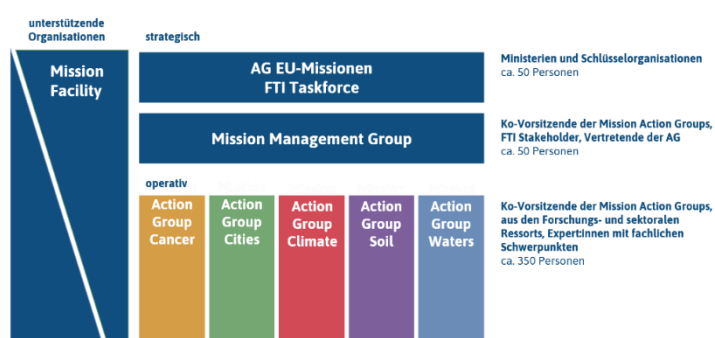 unterstützende
Organisationen
strategisch
Mission
Facility
AG EU-Missionen
FTI Taskforce
Ministerien und Schlüsselorganisationen
ca. 50 Personen
Mission Management Group
Ko-Vorsitzende der Mission Action Groups,
FTI Stakeholder, Vertretende der AG
ca. 50 Personen
operativ
Action
Group
Cancer
Action
Group
Cities
Action
Group
Climate
Action
Group
Soil
Action
Group
Waters
Ko-Vorsitzende der Mission Action Groups,
aus den Forschungs- und sektoralen
Ressorts, Expert:innen mit fachlichen
Schwerpunkten
ca. 350 Personen